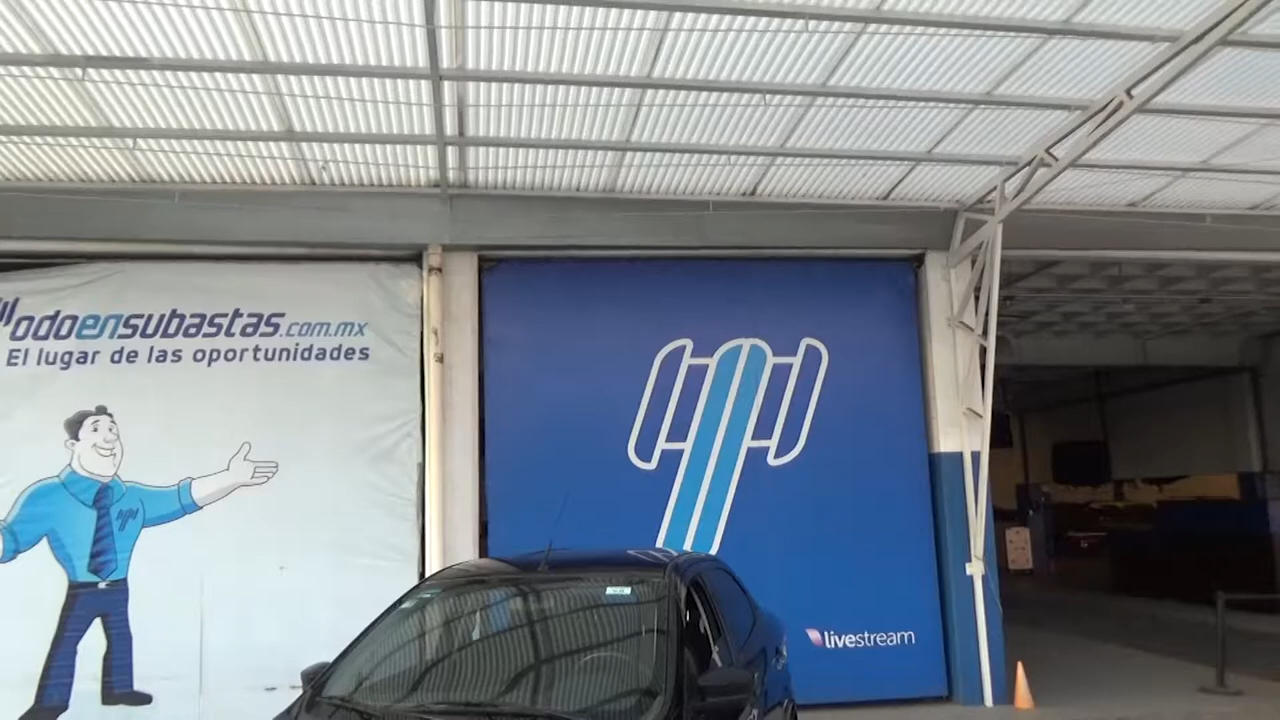 odoensubastas.com.mx
El lugar de las oportunidades
livestream